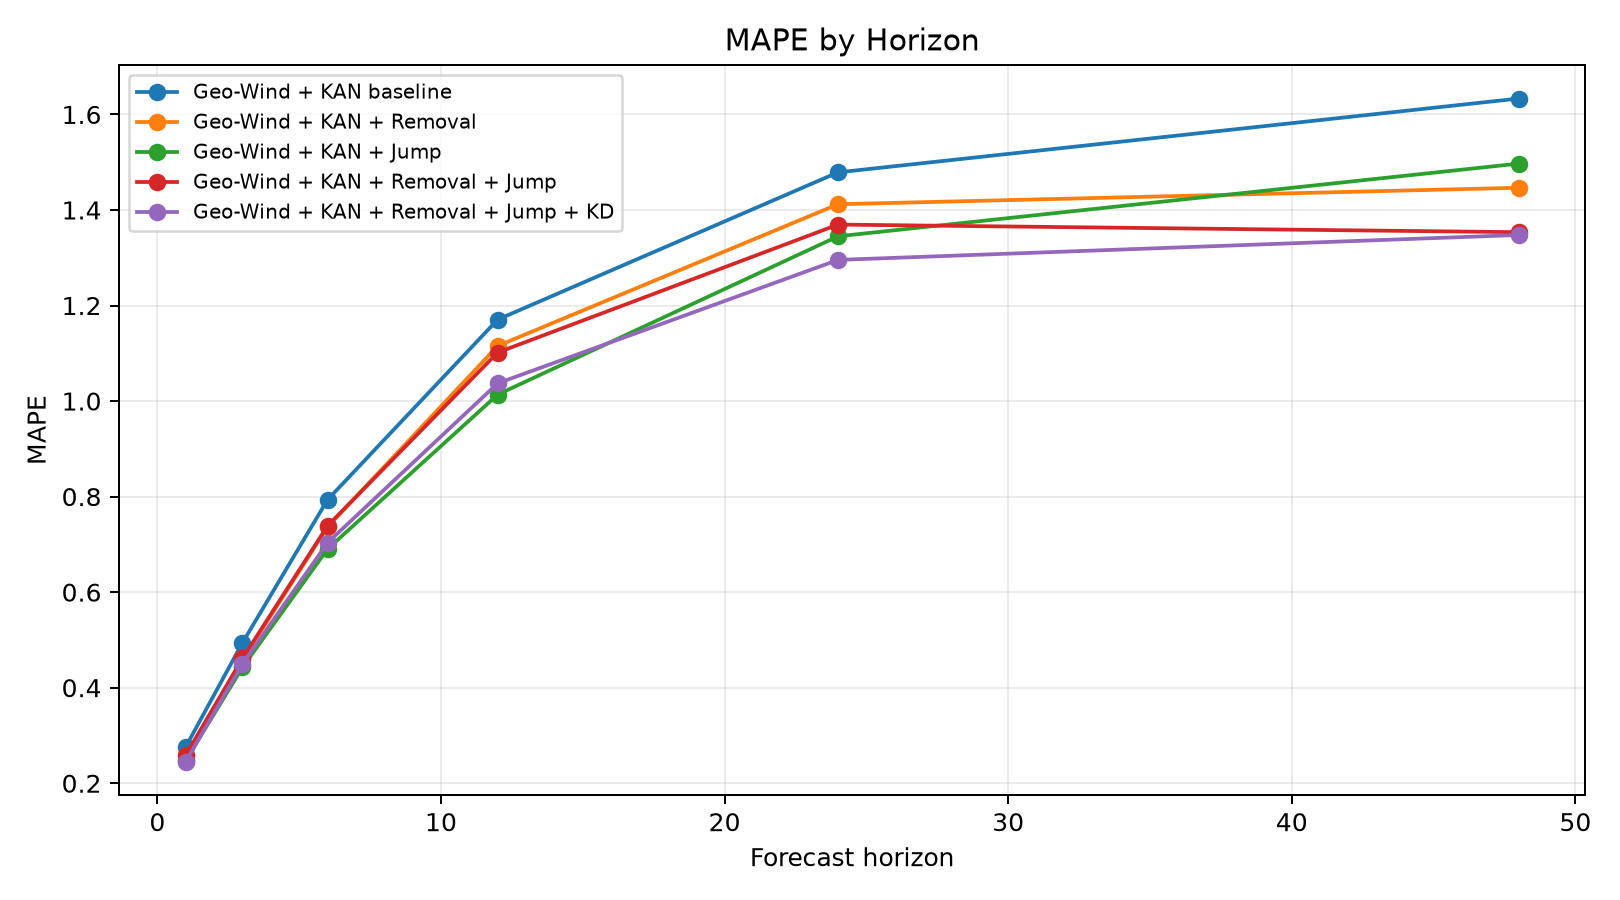 MAPE by Horizon
Geo-Wind + KAN baseline
Geo-Wind + KAN + Removal
Geo-Wind + KAN + Jump
Geo-Wind + KAN + Removal + Jump
Geo-Wind + KAN + Removal + Jump + KD
MAPE
1.6
1.4
1.2
1.0
0.8
0.6
0.4
0.2
0 10 20 30 40 50
Forecast horizon